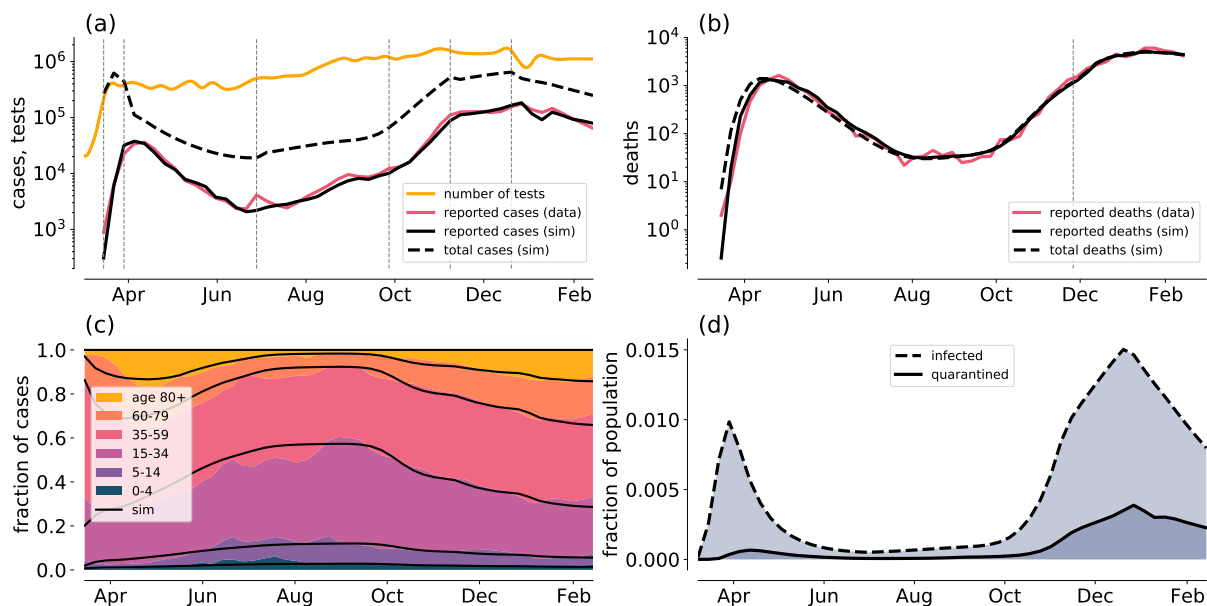 (a)
cases, tests
10^6
10^5
10^4
10^3
number of tests
reported cases (data)
reported cases (sim)
total cases (sim)
Apr Jun Aug Oct Dec Feb
(b)
deaths
10^4
10^3
10^2
10^1
10^0
reported deaths (data)
reported deaths (sim)
total deaths (sim)
Apr Jun Aug Oct Dec Feb
(c)
fraction of cases
1.0
0.8
0.6
0.4
0.2
0.0
age 80+
60-79
35-59
15-34
5-14
0-4
sim
Apr Jun Aug Oct Dec Feb
(d)
fraction of population
0.015
0.010
0.005
0.000
infected
quarantined
Apr Jun Aug Oct Dec Feb